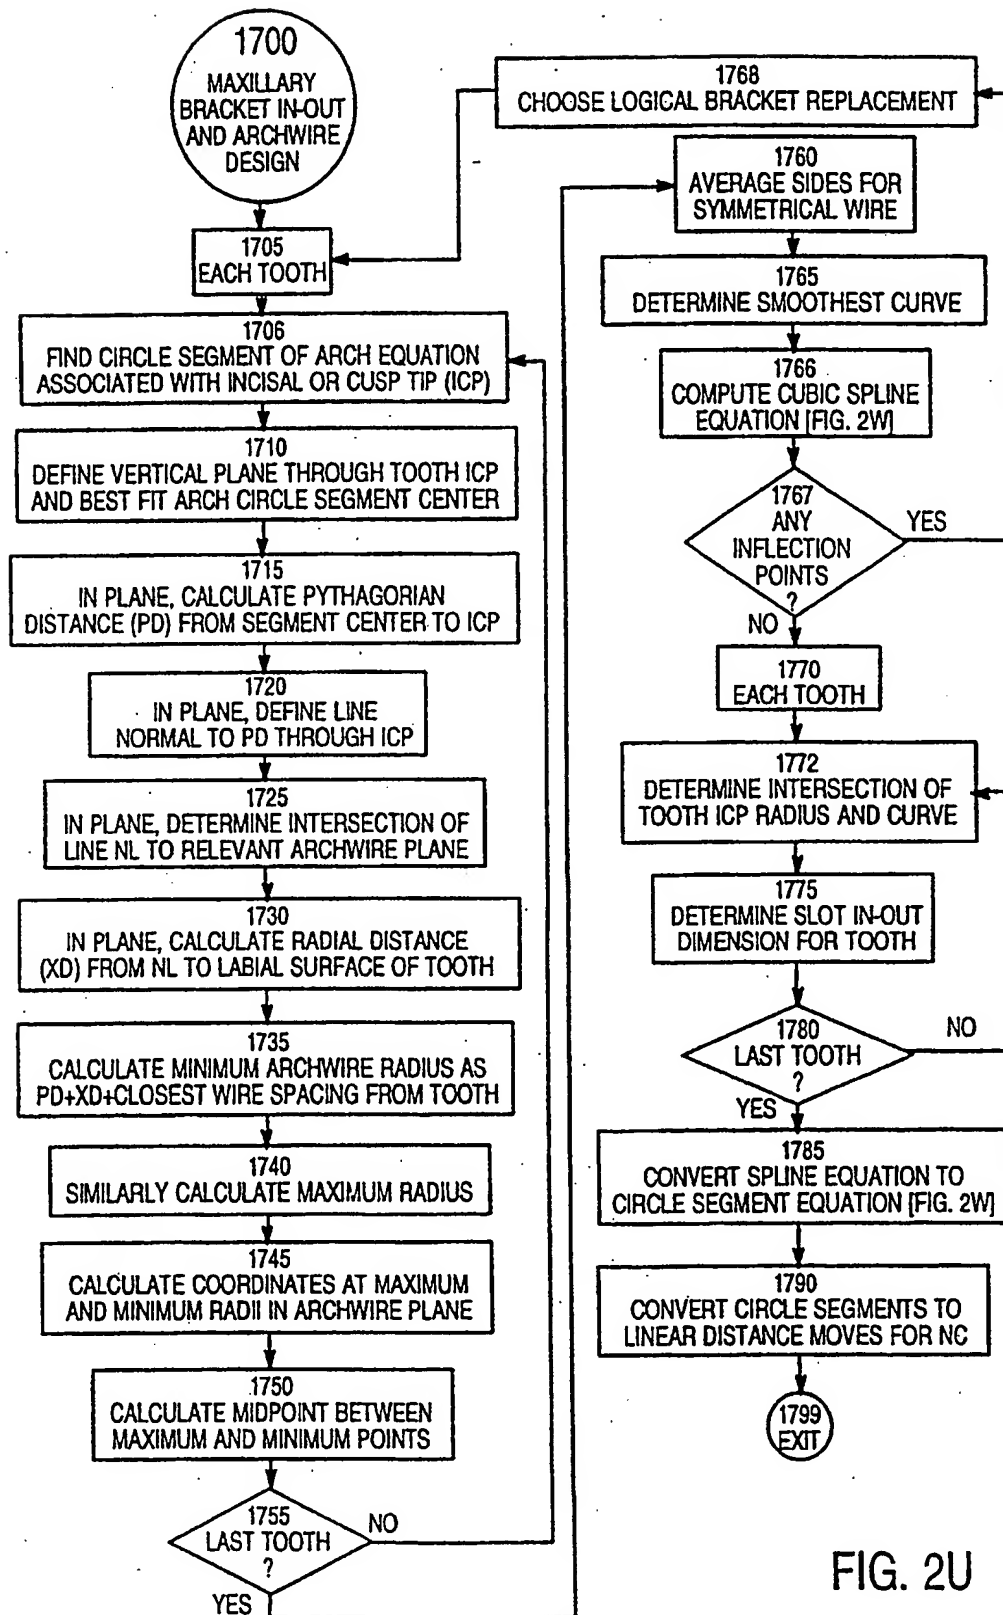 1700
MAXILLARY
BRACKET IN-OUT
AND ARCHWIRE
DESIGN
1705
EACH TOOTH
1706
FIND CIRCLE SEGMENT OF ARCH EQUATION
ASSOCIATED WITH INCISAL OR CUSP TIP (ICP)
1710
DEFINE VERTICAL PLANE THROUGH TOOTH ICP
AND BEST FIT ARCH CIRCLE SEGMENT CENTER
1715
IN PLANE, CALCULATE PYTHAGORIAN
DISTANCE (PD) FROM SEGMENT CENTER TO ICP
1720
IN PLANE, DEFINE LINE
NORMAL TO PD THROUGH ICP
1725
IN PLANE, DETERMINE INTERSECTION OF
LINE NL TO RELEVANT ARCHWIRE PLANE
1730
IN PLANE, CALCULATE RADIAL DISTANCE
(XD) FROM NL TO LABIAL SURFACE OF TOOTH
1735
CALCULATE MINIMUM ARCHWIRE RADIUS AS
PD+XD+CLOSEST WIRE SPACING FROM TOOTH
1740
SIMILARLY CALCULATE MAXIMUM RADIUS
1745
CALCULATE COORDINATES AT MAXIMUM
AND MINIMUM RADII IN ARCHWIRE PLANE
1750
CALCULATE MIDPOINT BETWEEN
MAXIMUM AND MINIMUM POINTS
1755
LAST TOOTH
?
NO
YES
1768
CHOOSE LOGICAL BRACKET REPLACEMENT
1760
AVERAGE SIDES FOR
SYMMETRICAL WIRE
1765
DETERMINE SMOOTHEST CURVE
1766
COMPUTE CUBIC SPLINE
EQUATION [FIG. 2W]
1767
ANY
INFLECTION
POINTS
?
YES
NO
1770
EACH TOOTH
1772
DETERMINE INTERSECTION OF
TOOTH ICP RADIUS AND CURVE
1775
DETERMINE SLOT IN-OUT
DIMENSION FOR TOOTH
1780
LAST TOOTH
?
NO
YES
1785
CONVERT SPLINE EQUATION TO
CIRCLE SEGMENT EQUATION [FIG. 2W]
1790
CONVERT CIRCLE SEGMENTS TO
LINEAR DISTANCE MOVES FOR NC
1799
EXIT
FIG. 2U